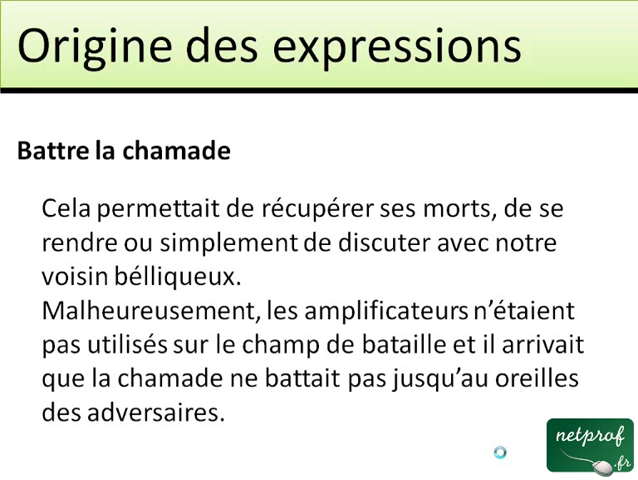 Origine des expressions
Battre la chamade
Cela permettait de récupérer ses morts, de se
rendre ou simplement de discuter avec notre
voisin bélliqueux.
Malheureusement, les amplificateurs n’étaient
pas utilisés sur le champ de bataille et il arrivait
que la chamade ne battait pas jusqu’au oreilles
des adversaires.
netprof
.fr